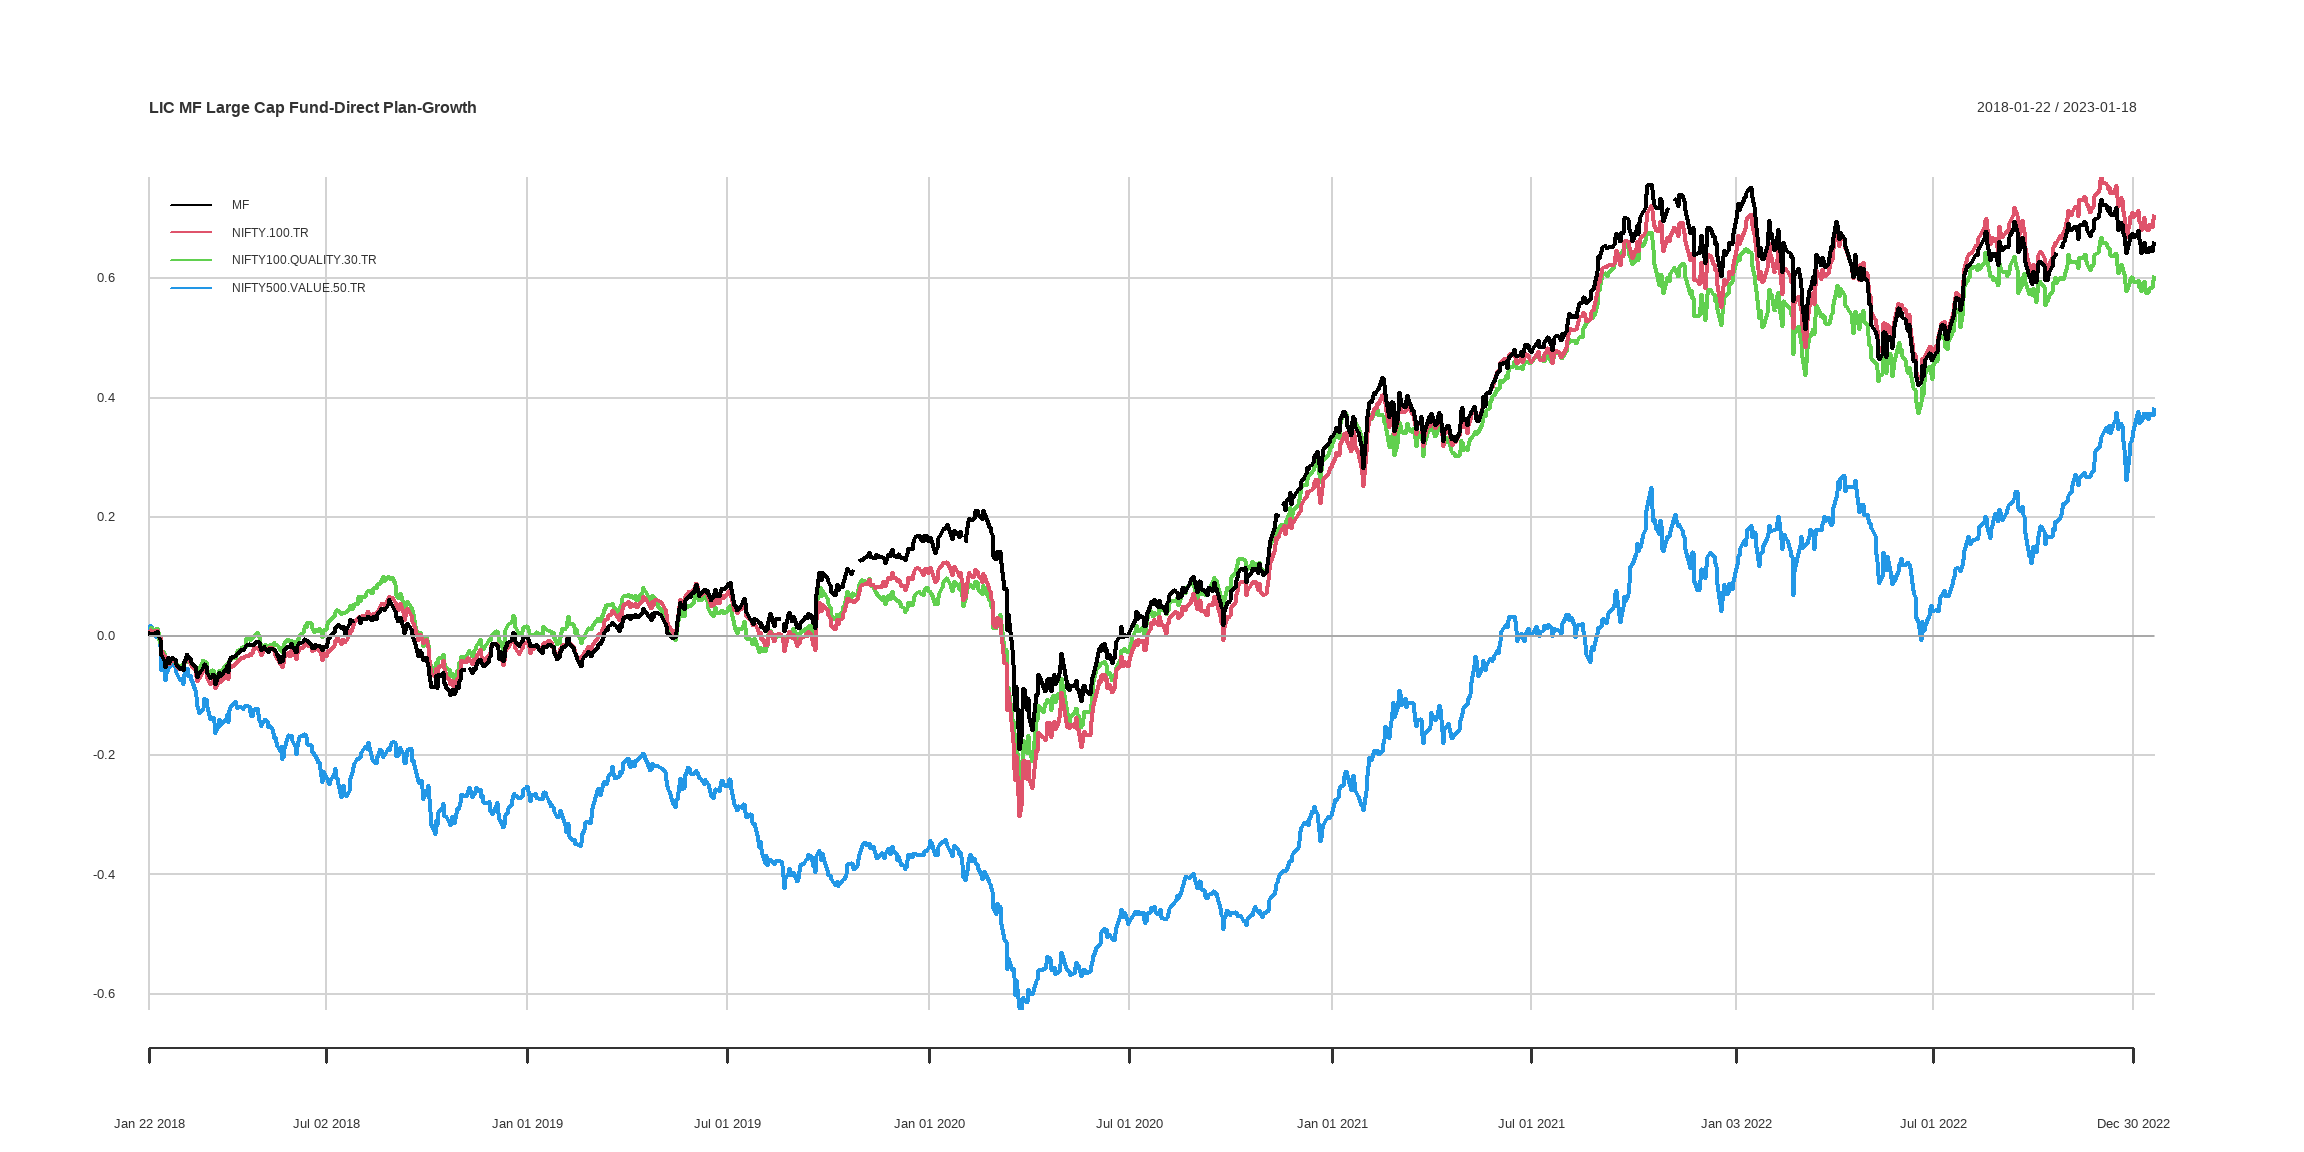 LIC MF Large Cap Fund-Direct Plan-Growth
2018-01-22 / 2023-01-18
MF
NIFTY.100.TR
NIFTY100.QUALITY.30.TR
NIFTY500.VALUE.50.TR
0.6
0.4
0.2
0.0
-0.2
-0.4
-0.6
Jan 22 2018 Jul 02 2018 Jan 01 2019 Jul 01 2019 Jan 01 2020 Jul 01 2020 Jan 01 2021 Jul 01 2021 Jan 03 2022 Jul 01 2022 Dec 30 2022